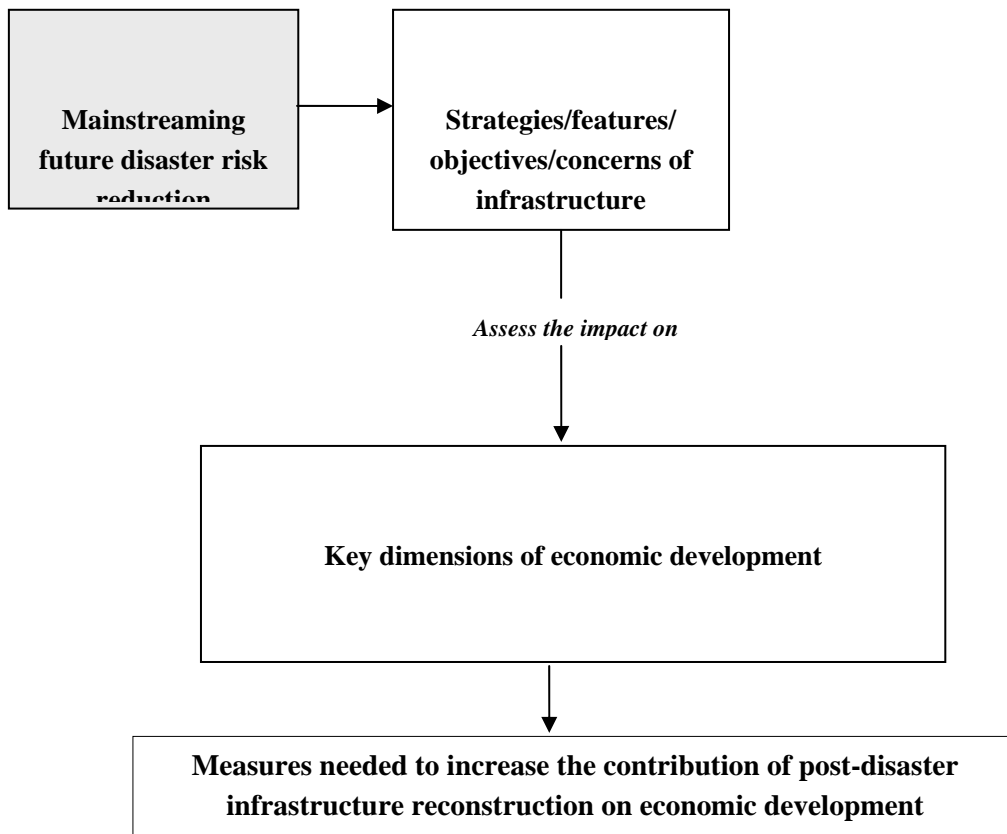 Mainstreaming
future disaster risk
reduction
Strategies/features/
objectives/concerns of
infrastructure
Assess the impact on
Key dimensions of economic development
Measures needed to increase the contribution of post-disaster
infrastructure reconstruction on economic development